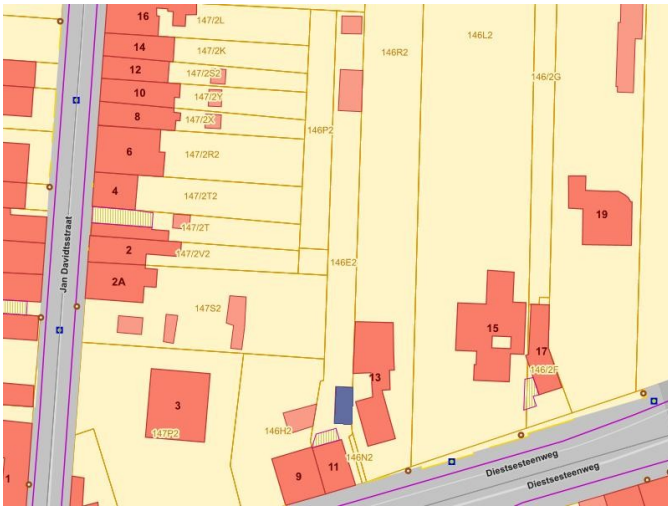 16
147/2L
14
147/2K
12
147/2S2
10
147/2Y
8
147/2X
6
147/2R2
4
147/2T2
147/2T
2
147/2V2
2A
147S2
Jan Davidtsstraat
3
147P2
1
146R2
146L2
146/2G
146P2
146E2
19
15
17
146/2F
13
146H2
146N2
9
11
Diestsesteenweg
Diestsesteenweg